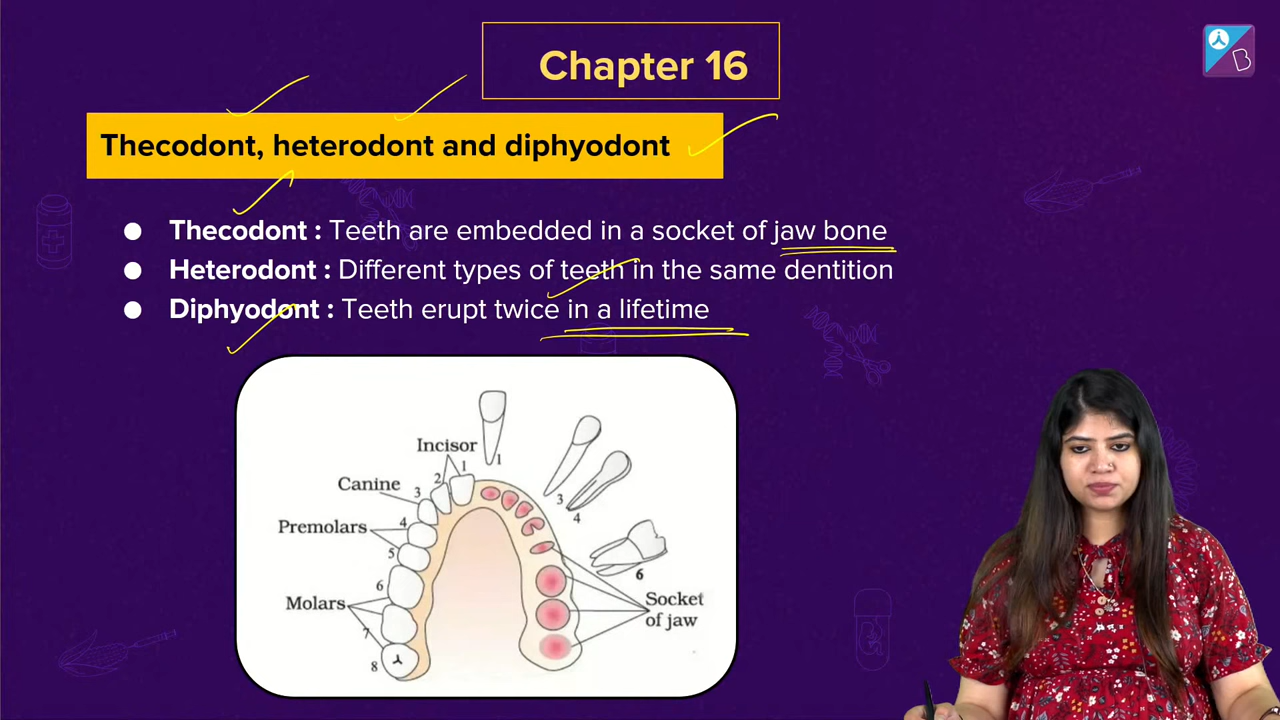 Chapter 16
B
Thecodont, heterodont and diphyodont
● Thecodont : Teeth are embedded in a socket of jaw bone
● Heterodont : Different types of teeth in the same dentition
● Diphyodont : Teeth erupt twice in a lifetime
Incisor
1
1
2
Canine
3
3
4
Premolars
4
5
6
6
Molars
7
8
Socket
of jaw